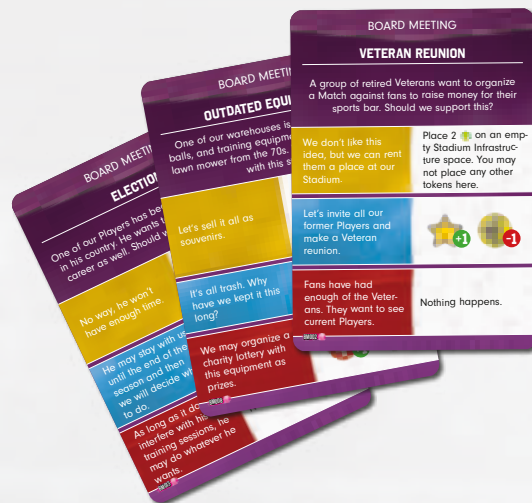 BOARD MEETING
VETERAN REUNION
A group of retired Veterans want to organize
a Match against fans to raise money for their
sports bar. Should we support this?
We don't like this
idea, but we can rent
them a place at our
Stadium.
Place 2 on an emp-
ty Stadium Infrastruc-
ture space. You may
not place any other
tokens here.
Let's invite all our
former Players and
make a Veteran
reunion.
+1
-1
Fans have had
enough of the Veter-
ans. They want to see
current Players.
Nothing happens.
BOARD MEETIN
OUTDATED EQUI
One of our warehouses is
balls, and training equipme
lawn mower from the 70s.
with this s
Let's sell it all as
souvenirs.
It's all trash. Why
have we kept it this
long?
We may organize a
charity lottery with
this equipment as
prizes.
BOARD MEETIN
ELECTION
One of our Players has be
in his country. He wants t
career as well. Should w
No way, he won't
have enough time.
He may stay with us
until the end of the
season and then
we will decide wh
to do.
As long as it do
interfere with his
training sessions, he
may do whatever he
wants.